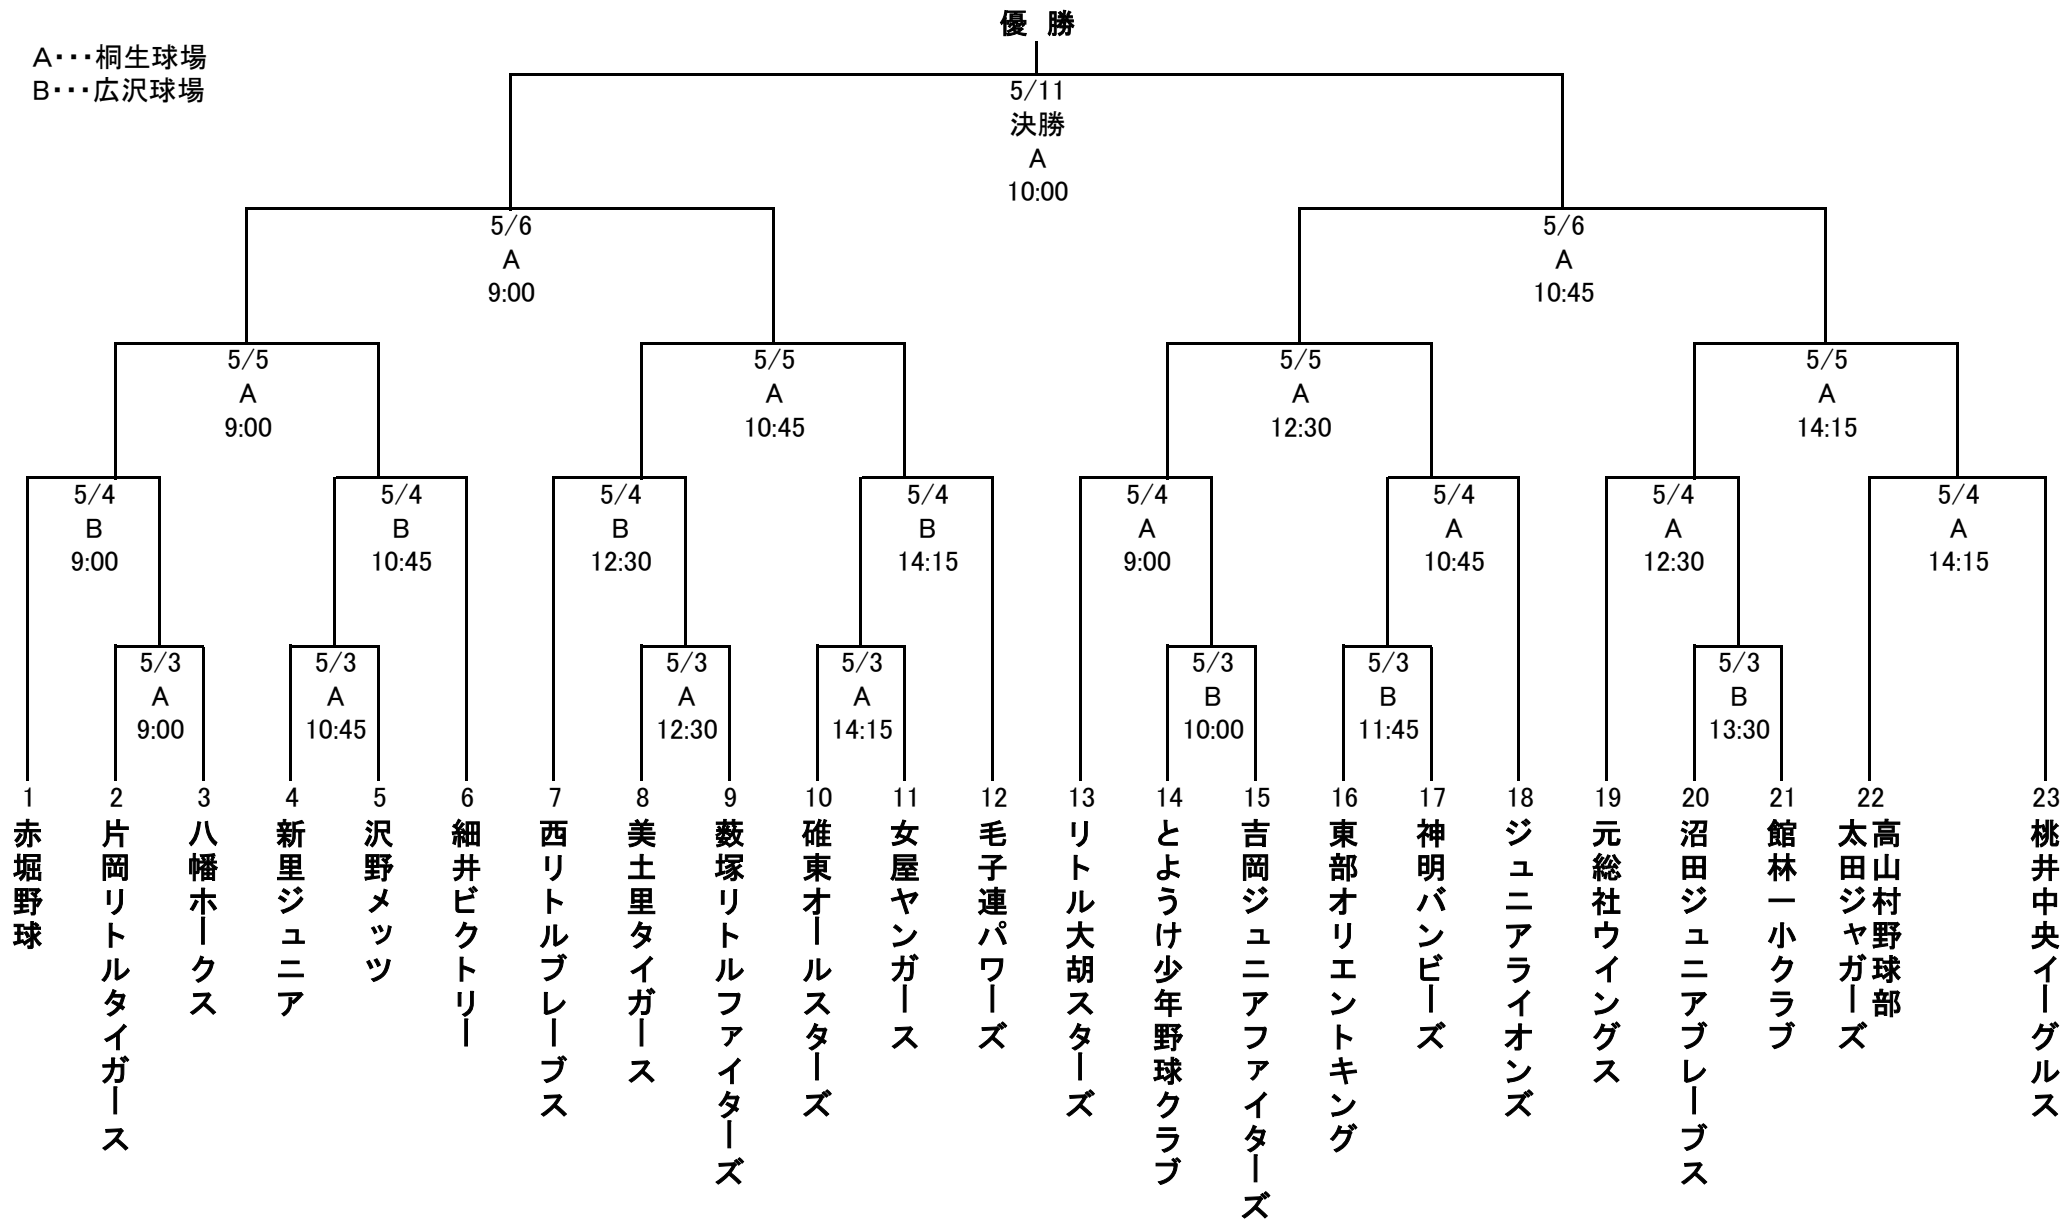 優 勝
A・・・桐生球場
B・・・広沢球場
5/11
決勝
A
10:00
5/6
A
9:00
5/6
A
10:45
5/5
A
9:00
5/5
A
10:45
5/5
A
12:30
5/5
A
14:15
5/4
B
9:00
5/4
B
10:45
5/4
B
12:30
5/4
B
14:15
5/4
A
9:00
5/4
A
10:45
5/4
A
12:30
5/4
A
14:15
5/3
A
9:00
5/3
A
10:45
5/3
A
12:30
5/3
A
14:15
5/3
B
10:00
5/3
B
11:45
5/3
B
13:30
1
赤堀野球
2
片岡リトルタイガース
3
八幡ホークス
4
新里ジュニア
5
沢野メッツ
6
細井ビクトリー
7
西リトルブレーブス
8
美土里タイガース
9
薮塚リトルファイターズ
10
碓東オールスターズ
11
女屋ヤンガース
12
毛子連パワーズ
13
リトル大胡スターズ
14
とようけ少年野球クラブ
15
吉岡ジュニアファイターズ
16
東部オリエントキング
17
神明バンビーズ
18
ジュニアライオンズ
19
元総社ウイングス
20
沼田ジュニアブレーブス
21
館林一小クラブ
22
高山村野球部
太田ジャガーズ
23
桃井中央イーグルス